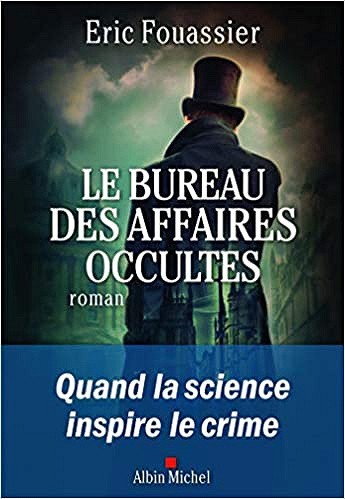 Eric Fouassier
LE BUREAU
DES AFFAIRES
OCCULTES
roman
Quand la science
inspire le crime
Albin Michel